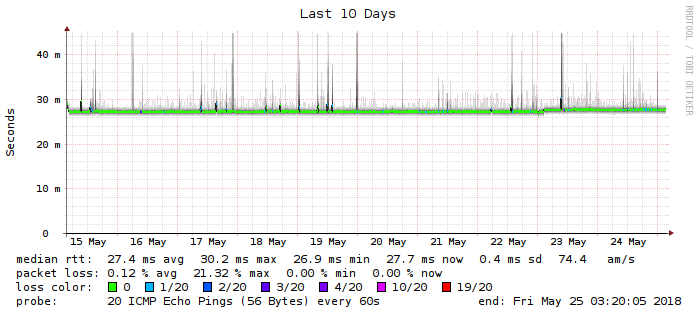 Last 10 Days
RRDTOOL / TOBI OETIKER
Seconds
40 m
30 m
20 m
10 m
0
15 May 16 May 17 May 18 May 19 May 20 May 21 May 22 May 23 May 24 May
median rtt: 27.4 ms avg 30.2 ms max 26.9 ms min 27.7 ms now 0.4 ms sd 74.4 am/s
packet loss: 0.12 % avg 21.32 % max 0.00 % min 0.00 % now
loss color: 0 1/20 2/20 3/20 4/20 10/20 19/20
probe: 20 ICMP Echo Pings (56 Bytes) every 60s end: Fri May 25 03:20:05 2018